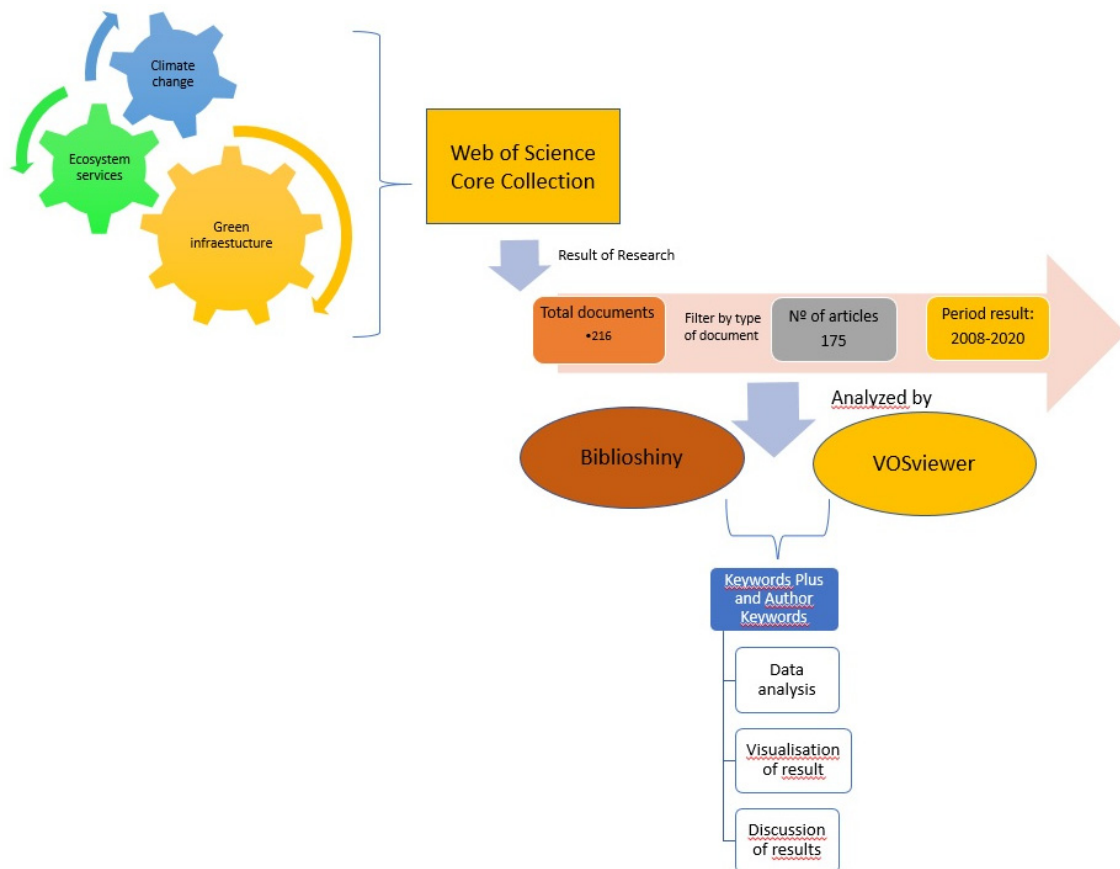 Climate
change
Ecosystem
services
Green
infraestucture
Web of Science
Core Collection
Result of Research
Total documents
•216
Filter by type
of document
Nº of articles
175
Period result:
2008-2020
Analyzed by
Biblioshiny
VOSviewer
Keywords Plus
and Author
Keywords
Data
analysis
Visualisation
of result
Discussion
of results